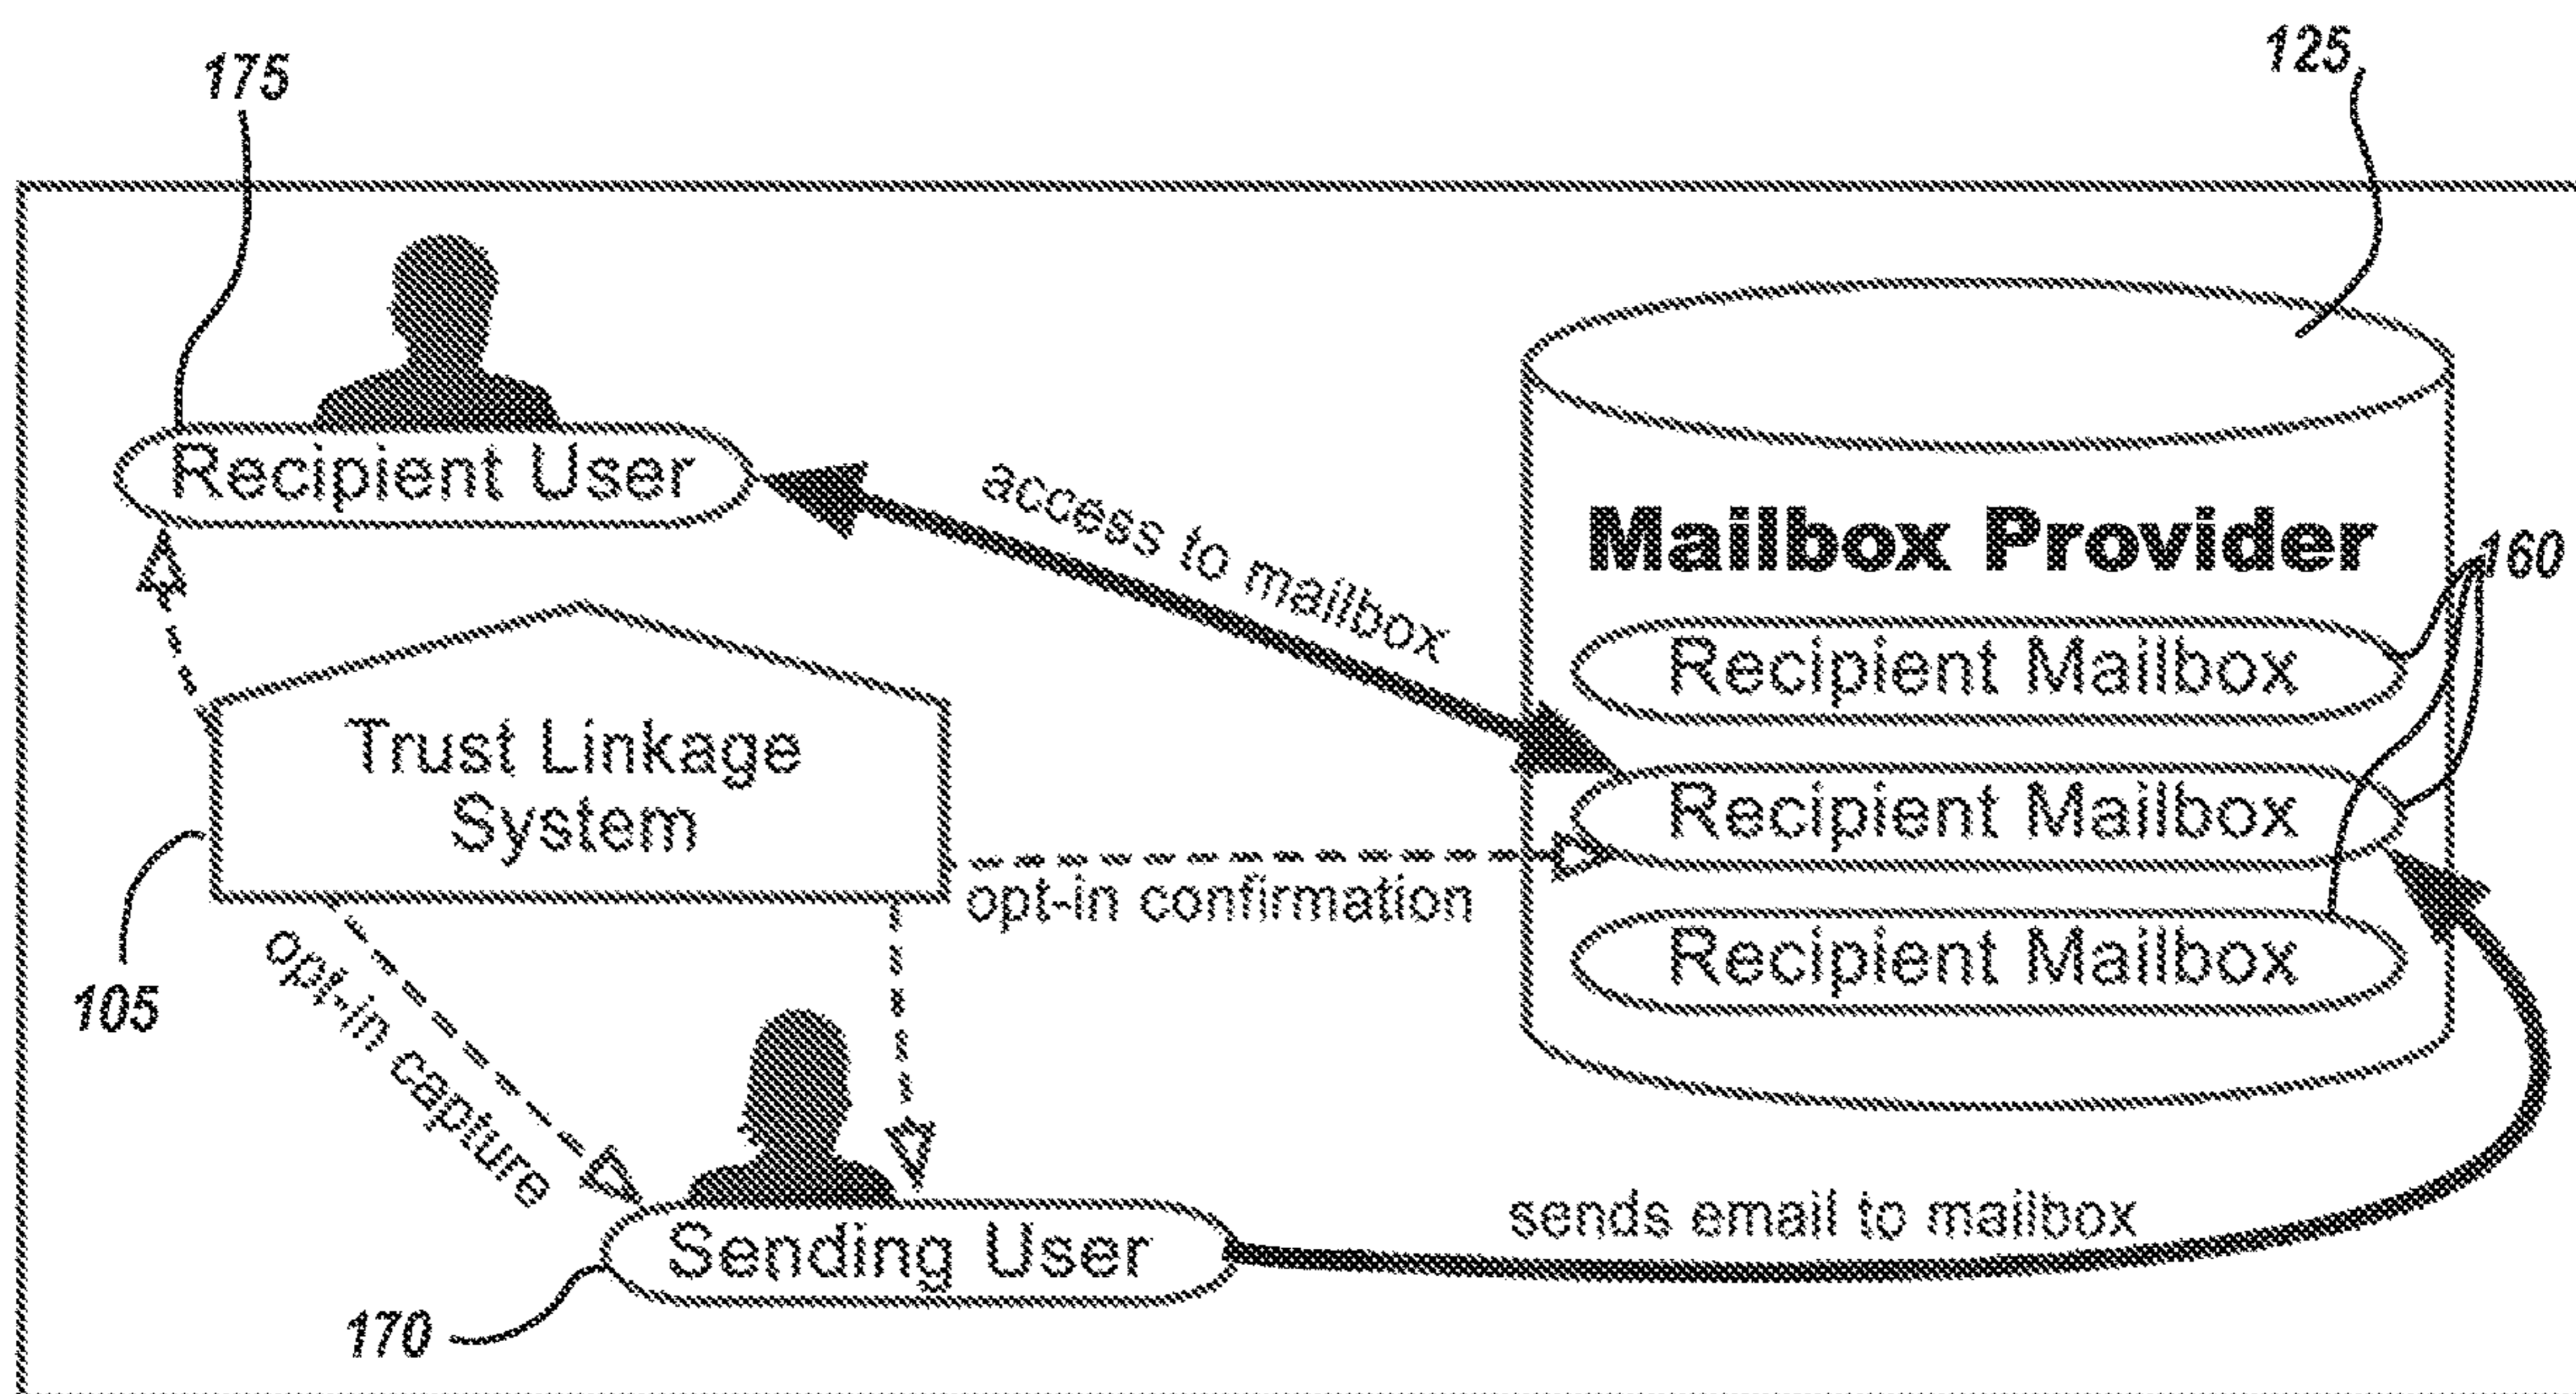 175
125
Recipient User
access to mailbox
Mailbox Provider
160
Recipient Mailbox
Trust Linkage
System
Recipient Mailbox
opt-in confirmation
Recipient Mailbox
105
opt-in capture
sends email to mailbox
Sending User
170